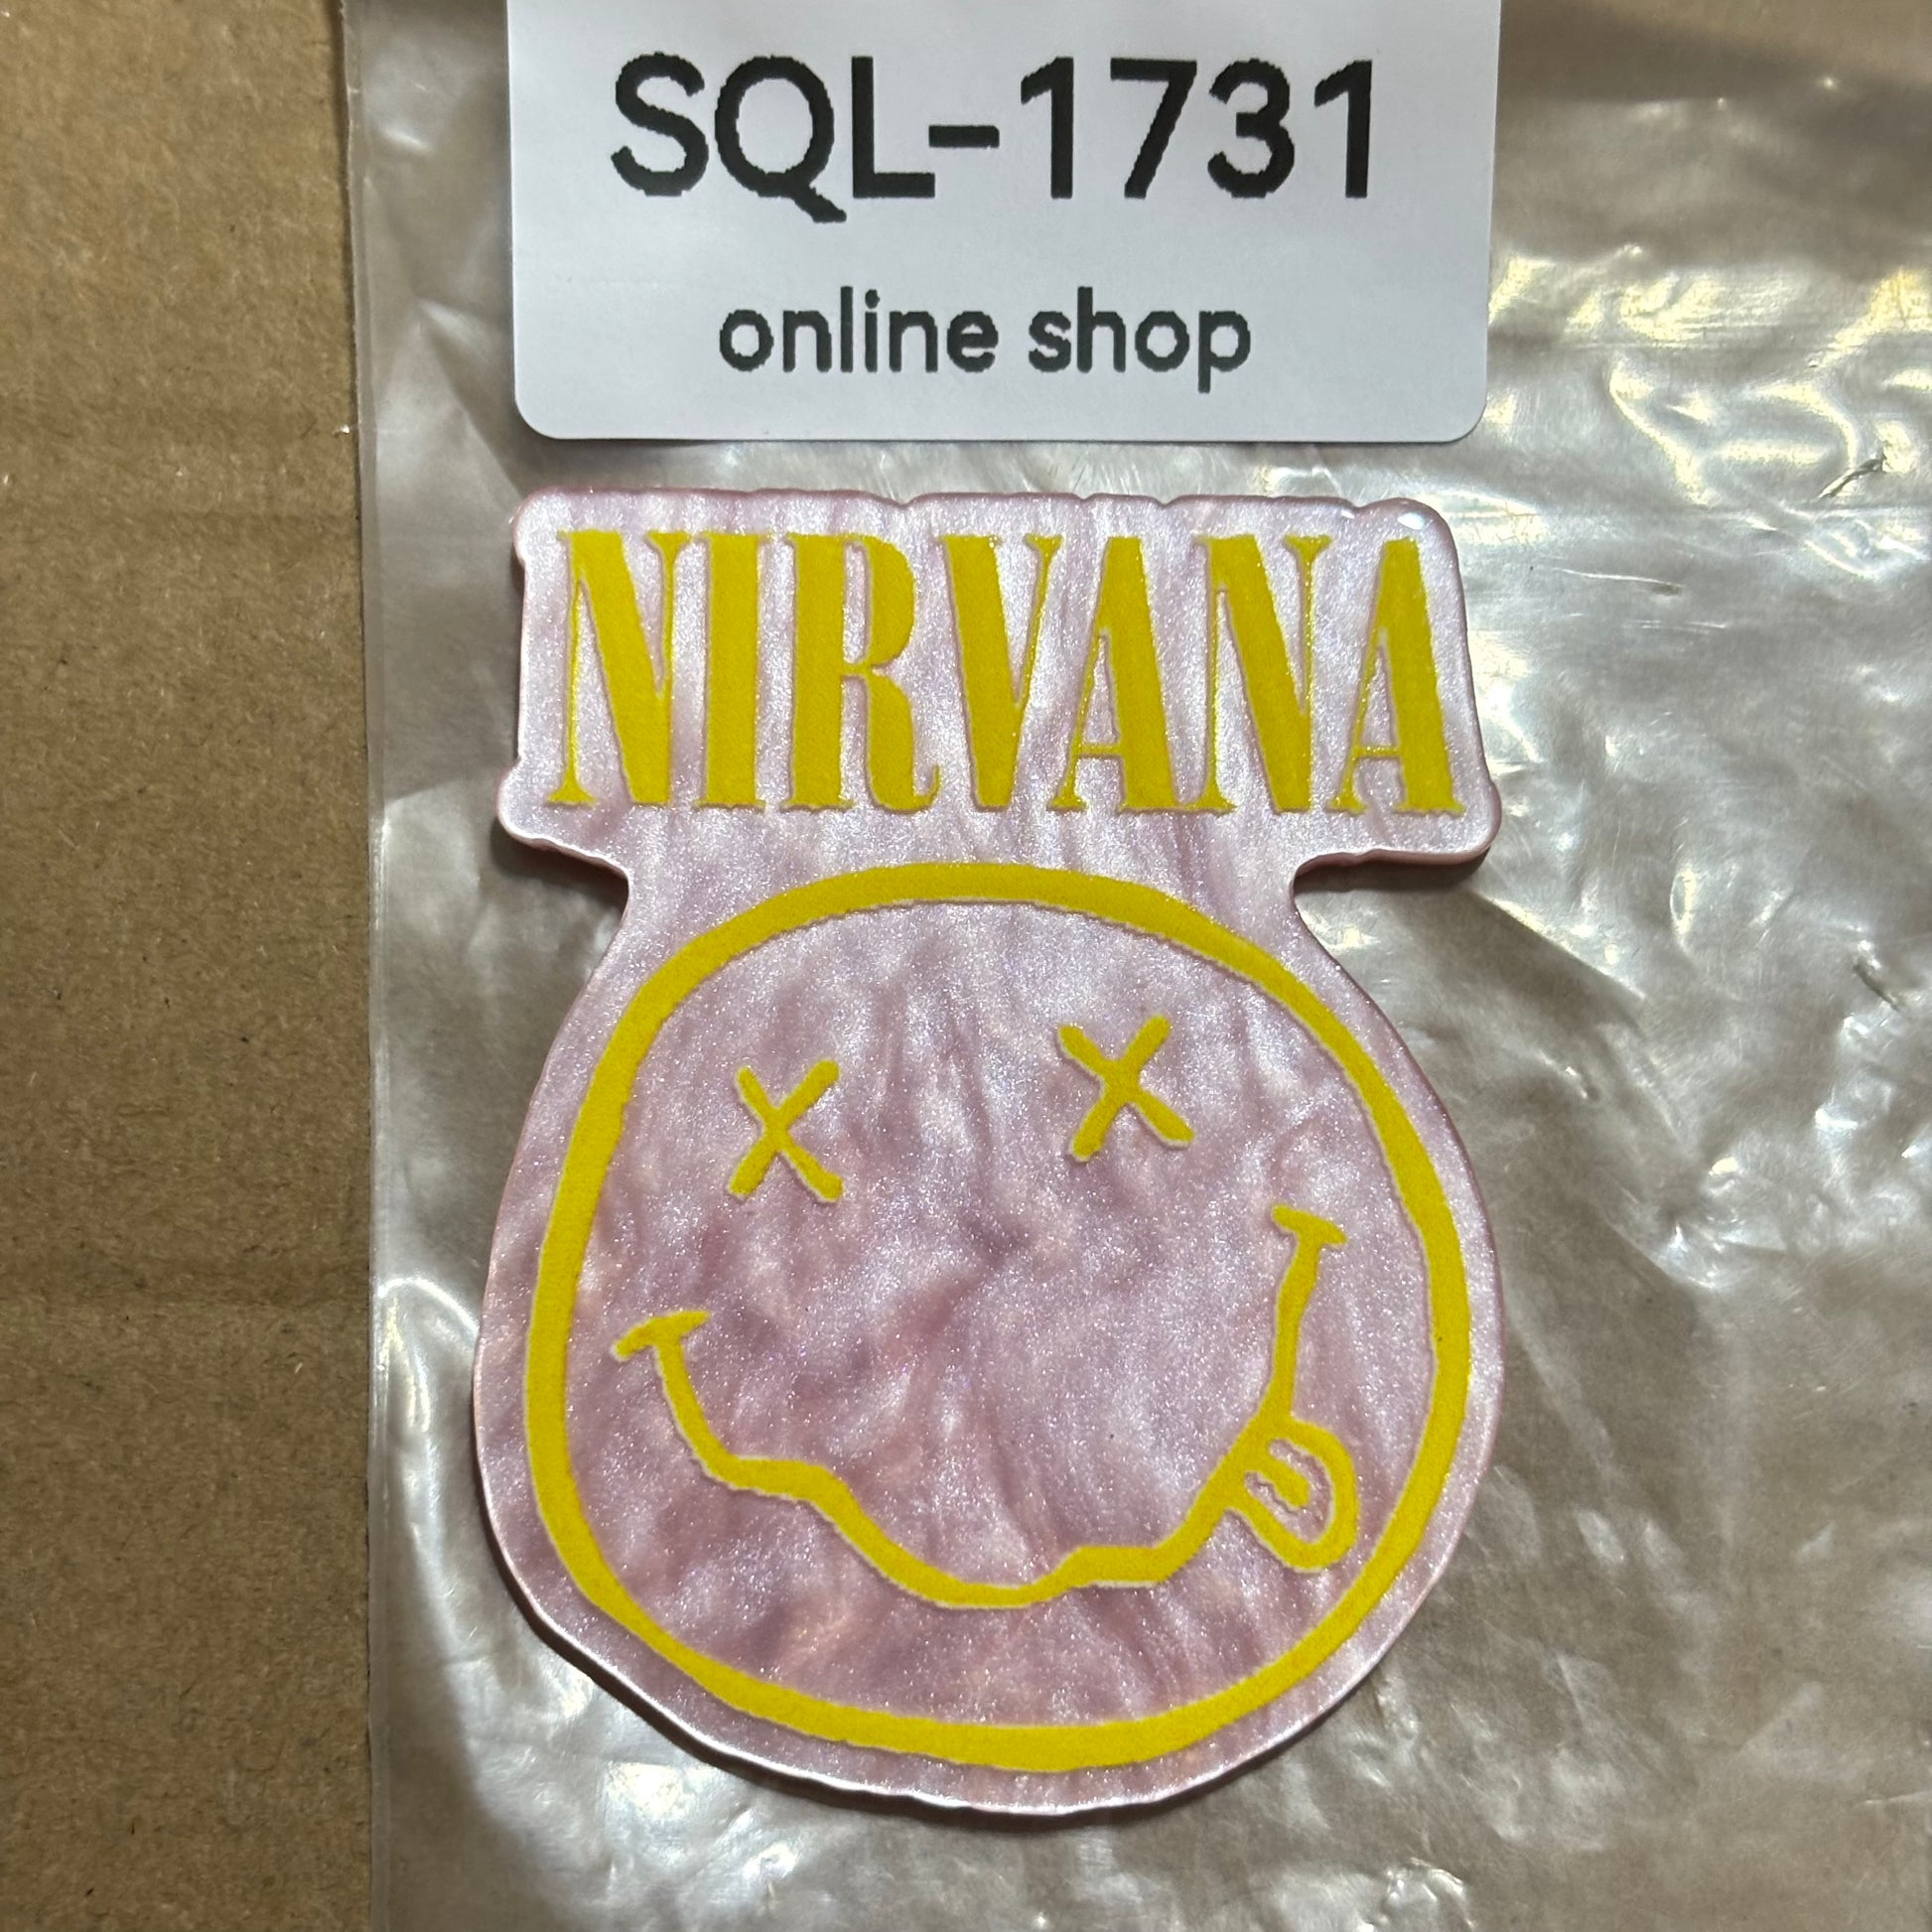 SQL-1731
online shop
NIRVANA